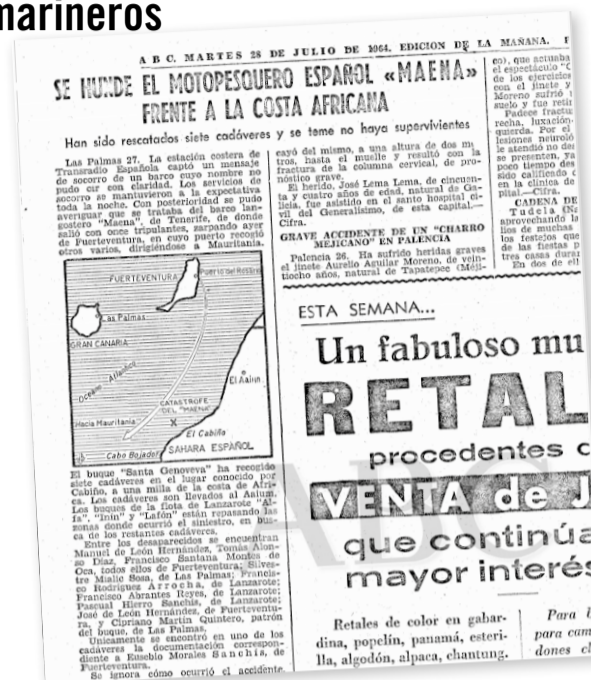 marineros
A B C. MARTES 28 DE JULIO DE 1964. EDICION DE LA MAÑANA.
SE HUNDE EL MOTOPESQUERO ESPAÑOL «MAENA»
FRENTE A LA COSTA AFRICANA
Han sido rescatados siete cadáveres y se teme no haya supervivientes
Las Palmas 27. La estación costera de
Transradio Española captó un mensaje
de socorro de un barco cuyo nombre no
pudo oír con claridad. Los servicios de
socorro se mantuvieron a la expectativa
toda la noche. Con posterioridad se pudo
averiguar que se trataba del barco lan-
gostero "Maena", de Tenerife, de donde
salió con once tripulantes, zarpando ayer
de Fuerteventura, en cuyo puerto recogió
otros varios, dirigiéndose a Mauritania.
FUERTEVENTURA
Puerto del Rosario
Las Palmas
GRAN CANARIA
Oceano Atlántico
El Aaiun
CATASTROFE
DEL "MAENA"
Hacia Mauritania
X
El Cabiño
SAHARA ESPAÑOL
Cabo Bojador
El buque "Santa Genoveva" ha recogido
siete cadáveres en el lugar conocido por
Cabiño, a una milla de la costa de Afri-
ca. Los cadáveres son llevados al Aaium.
Los buques de la flota de Lanzarote "Al-
fa", "Inin" y "Lafón" están repasando las
zonas donde ocurrió el siniestro, en bus-
ca de los restantes cadáveres.
Entre los desaparecidos se encuentran
Manuel de León Hernández, Tomás Alon-
so Díaz, Francisco Santana Montes de
Oca, todos ellos de Fuerteventura; Silves-
tre Mialle Sosa, de Las Palmas; Francis-
co Rodríguez Arrocha, de Lanzarote;
Francisco Abrantes Reyes, de Lanzarote;
Pascual Hierro Sanchís, de Lanzarote;
José de León Hernández, de Fuerteventu-
ra, y Cipriano Martín Quintero, patrón
del buque, de Las Palmas.
Unicamente se encontró en uno de los
cadáveres la documentación correspon-
diente a Eusebio Morales Sanchís, de
Fuerteventura.
Se ignora cómo ocurrió el accidente.
cayó del mismo, a una altura de dos me
tros, hasta el muelle y resultó con la
fractura de la columna cervical, de pro-
nóstico grave.
El herido, José Lema Lema, de cincuen-
ta y cuatro años de edad, natural de Ga-
licia, fue asistido en el santo hospital ci-
vil del Generalísimo, de esta capital.—
Cifra.
GRAVE ACCIDENTE DE UN "CHARRO
MEJICANO" EN PALENCIA
Palencia 26. Ha sufrido heridas graves
el jinete Aurelio Aguilar Moreno, de vein-
tiocho años, natural de Tapatepec (Méji-
co), que actuaba
el espectáculo "C
de los ejercicios
con el jinete y
Moreno sufrió
suelo y fue reti
Padece fractu
recha, luxación
quierda. Por el
lesiones neuroló
le atendió no des
se presenten, ya
poco tiempo des
sido calificado
en la clínica de
pital.—Cifra.
CADENA DE
Tudela
aprovechando la
lios de muchas
los festejos que
de las fiestas p
tres casas dura
En dos de ell
ESTA SEMANA...
Un fabuloso mu
RETAL
procedentes d
VENTA de J
que continúa
mayor interés
Retales de color en gabar-
dina, popelín, panamá, esteri-
lla, algodón, alpaca, chantung.
Para
para cam
dones cl
ABC